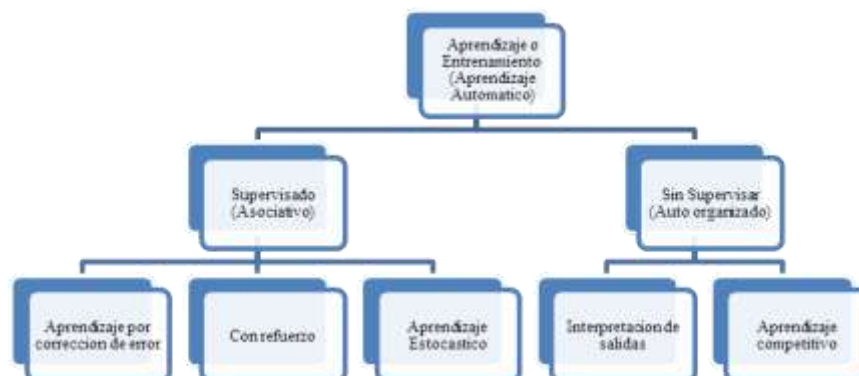 Aprendizaje o
Entrenamiento
(Aprendizaje
Automatico)
Supervisado
(Asociativo)
Sin Supervisar
(Auto organizado)
Aprendizaje por
correccion de error
Con refuerzo
Aprendizaje
Estocastico
Interpretacion de
salidas
Aprendizaje
competitivo